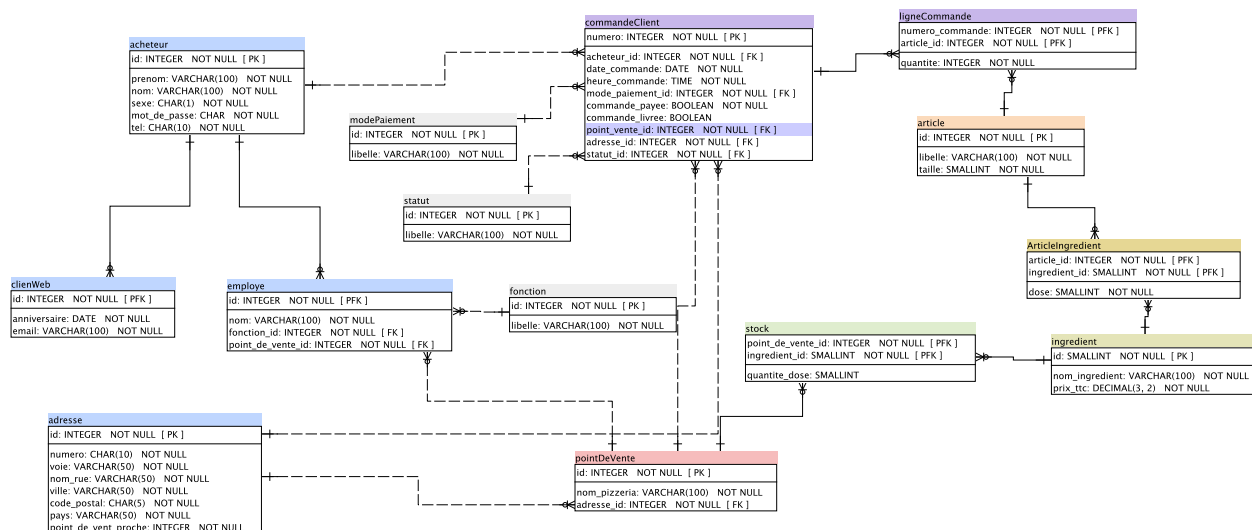 commandeClient
numero: INTEGER NOT NULL [ PK ]
acheteur_id: INTEGER NOT NULL [ FK ]
date_commande: DATE NOT NULL
heure_commande: TIME NOT NULL
mode_paiement_id: INTEGER NOT NULL [ FK ]
commande_payee: BOOLEAN NOT NULL
commande_livree: BOOLEAN
point_vente_id: INTEGER NOT NULL [ FK ]
adresse_id: INTEGER NOT NULL [ FK ]
statut_id: INTEGER NOT NULL [ FK ]
ligneCommande
numero_commande: INTEGER NOT NULL [ PFK ]
article_id: INTEGER NOT NULL [ PFK ]
quantite: INTEGER NOT NULL
acheteur
id: INTEGER NOT NULL [ PK ]
prenom: VARCHAR(100) NOT NULL
nom: VARCHAR(100) NOT NULL
sexe: CHAR(1) NOT NULL
mot_de_passe: CHAR NOT NULL
tel: CHAR(10) NOT NULL
modePaiement
id: INTEGER NOT NULL [ PK ]
libelle: VARCHAR(100) NOT NULL
article
id: INTEGER NOT NULL [ PK ]
libelle: VARCHAR(100) NOT NULL
taille: SMALLINT NOT NULL
statut
id: INTEGER NOT NULL [ PK ]
libelle: VARCHAR(100) NOT NULL
ArticleIngredient
article_id: INTEGER NOT NULL [ PFK ]
ingredient_id: SMALLINT NOT NULL [ PFK ]
dose: SMALLINT NOT NULL
clienWeb
id: INTEGER NOT NULL [ PFK ]
anniversaire: DATE NOT NULL
email: VARCHAR(100) NOT NULL
employe
id: INTEGER NOT NULL [ PFK ]
nom: VARCHAR(100) NOT NULL
fonction_id: INTEGER NOT NULL [ FK ]
point_de_vente_id: INTEGER NOT NULL [ FK ]
fonction
id: INTEGER NOT NULL [ PK ]
libelle: VARCHAR(100) NOT NULL
stock
point_de_vente_id: INTEGER NOT NULL [ PFK ]
ingredient_id: SMALLINT NOT NULL [ PFK ]
quantite_dose: SMALLINT
ingredient
id: SMALLINT NOT NULL [ PK ]
nom_ingredient: VARCHAR(100) NOT NULL
prix_ttc: DECIMAL(3, 2) NOT NULL
adresse
id: INTEGER NOT NULL [ PK ]
numero: CHAR(10) NOT NULL
voie: VARCHAR(50) NOT NULL
nom_rue: VARCHAR(50) NOT NULL
ville: VARCHAR(50) NOT NULL
code_postal: CHAR(5) NOT NULL
pays: VARCHAR(50) NOT NULL
point_de_vent_proche: INTEGER NOT NULL
pointDeVente
id: INTEGER NOT NULL [ PK ]
nom_pizzeria: VARCHAR(100) NOT NULL
adresse_id: INTEGER NOT NULL [ FK ]